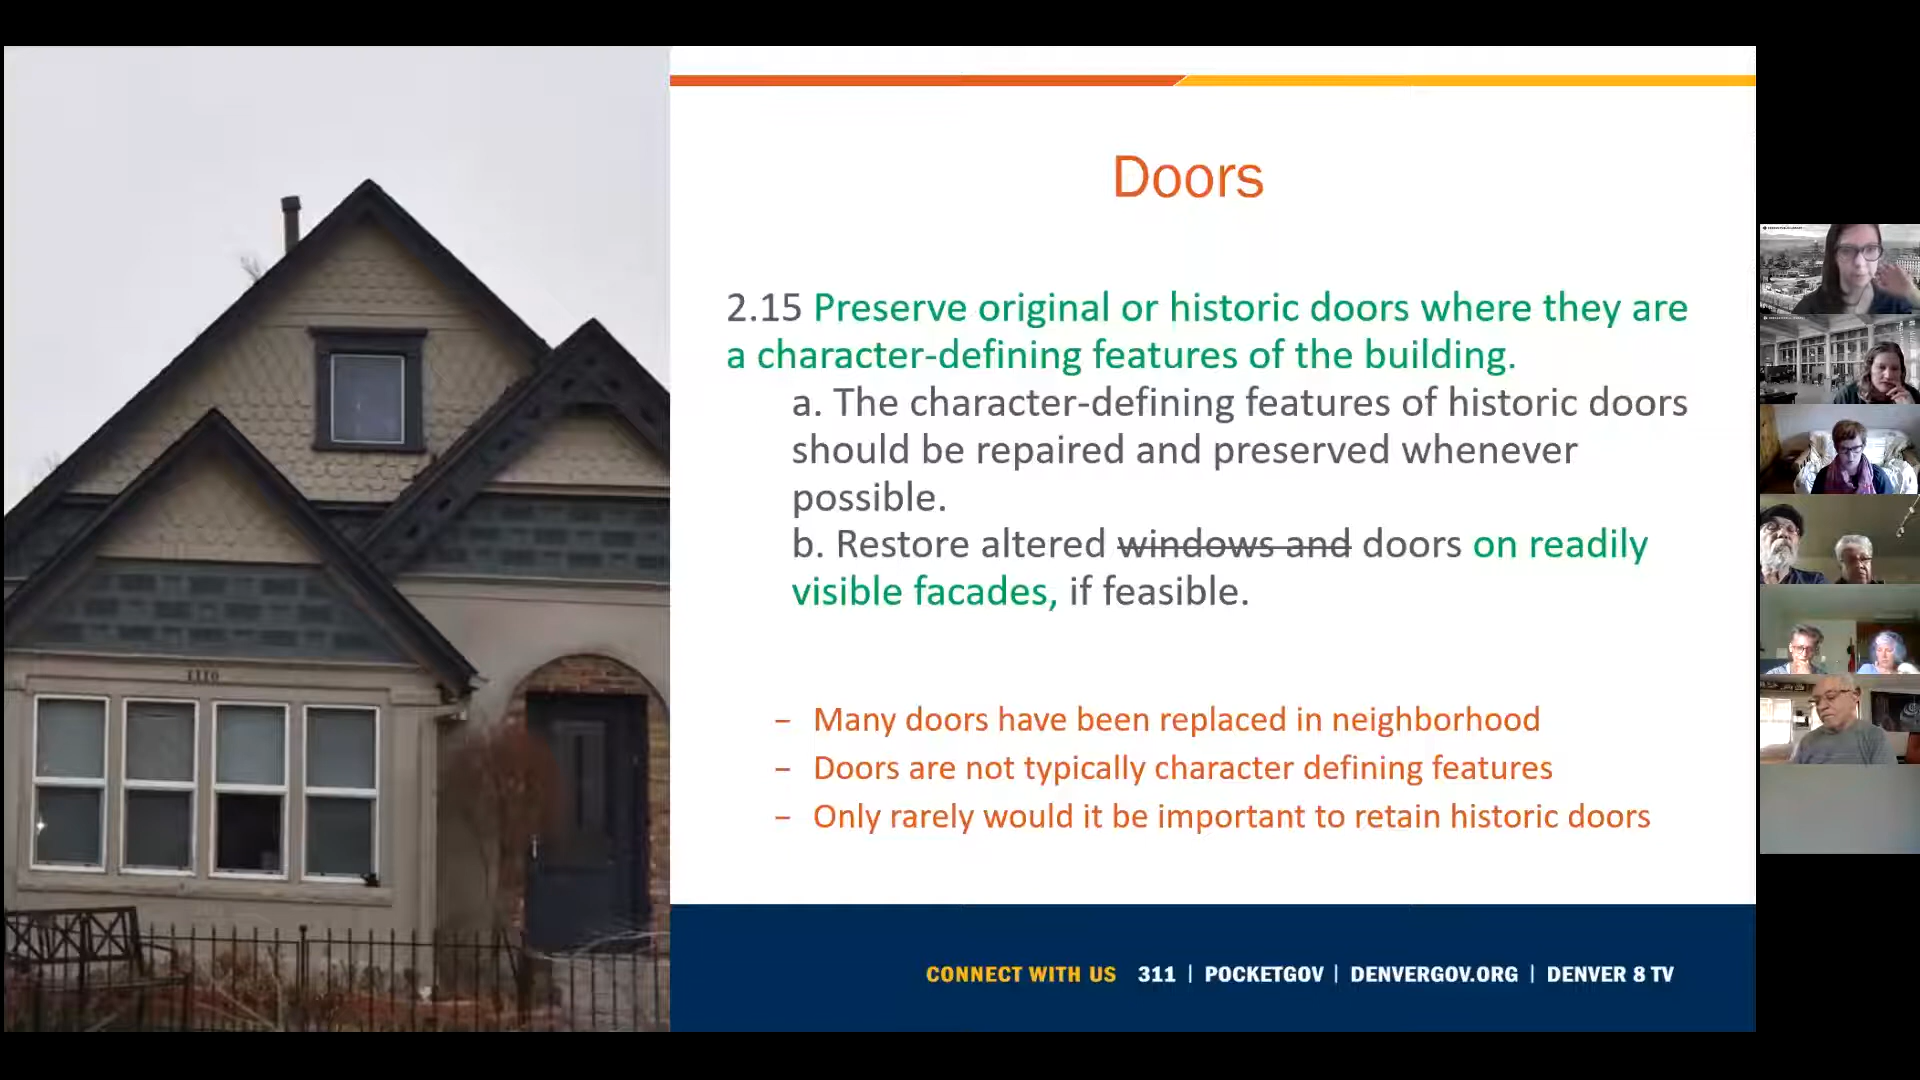 Doors
2.15 Preserve original or historic doors where they are
a character-defining features of the building.
a. The character-defining features of historic doors
should be repaired and preserved whenever
possible.
b. Restore altered windows and doors on readily
visible facades, if feasible.
– Many doors have been replaced in neighborhood
– Doors are not typically character defining features
– Only rarely would it be important to retain historic doors
CONNECT WITH US 311 | POCKETGOV | DENVERGOV.ORG | DENVER 8 TV